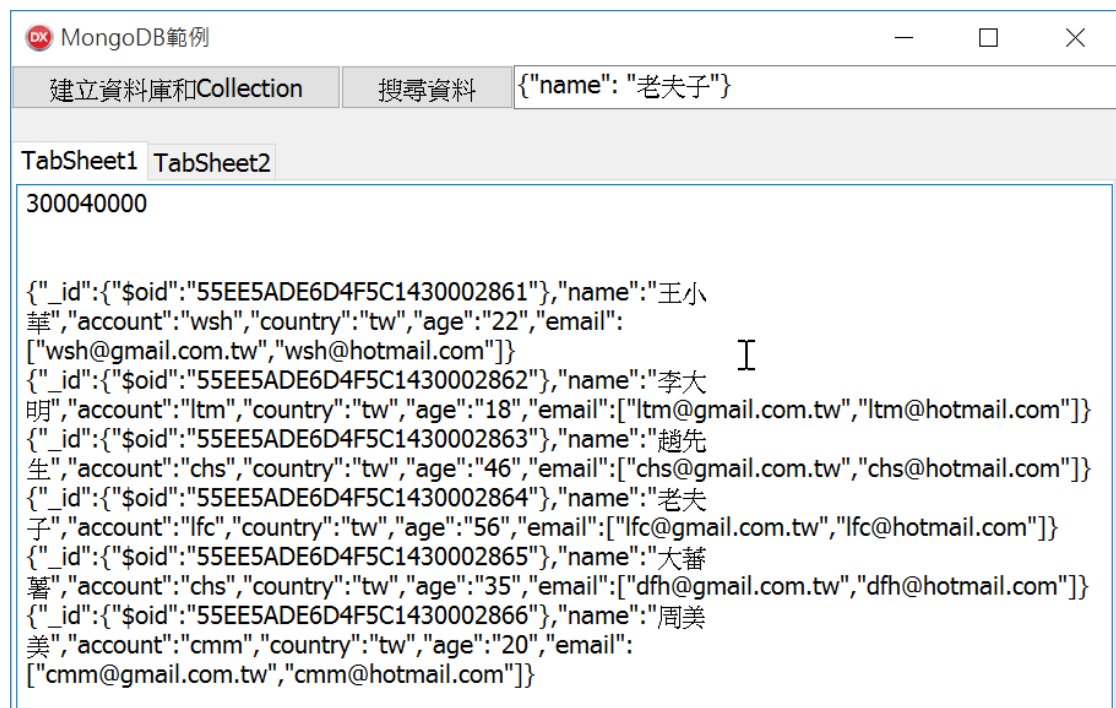 DX MongoDB範例
建立資料庫和Collection 搜尋資料 {"name": "老夫子"}
TabSheet1 TabSheet2
300040000
{"_id":{"$oid":"55EE5ADE6D4F5C1430002861"},"name":"王小
華","account":"wsh","country":"tw","age":"22","email":
["wsh@gmail.com.tw","wsh@hotmail.com"]}
{"_id":{"$oid":"55EE5ADE6D4F5C1430002862"},"name":"李大
明","account":"ltm","country":"tw","age":"18","email":["ltm@gmail.com.tw","ltm@hotmail.com"]}
{"_id":{"$oid":"55EE5ADE6D4F5C1430002863"},"name":"趙先
生","account":"chs","country":"tw","age":"46","email":["chs@gmail.com.tw","chs@hotmail.com"]}
{"_id":{"$oid":"55EE5ADE6D4F5C1430002864"},"name":"老夫
子","account":"lfc","country":"tw","age":"56","email":["lfc@gmail.com.tw","lfc@hotmail.com"]}
{"_id":{"$oid":"55EE5ADE6D4F5C1430002865"},"name":"大蕃
薯","account":"chs","country":"tw","age":"35","email":["dfh@gmail.com.tw","dfh@hotmail.com"]}
{"_id":{"$oid":"55EE5ADE6D4F5C1430002866"},"name":"周美
美","account":"cmm","country":"tw","age":"20","email":
["cmm@gmail.com.tw","cmm@hotmail.com"]}